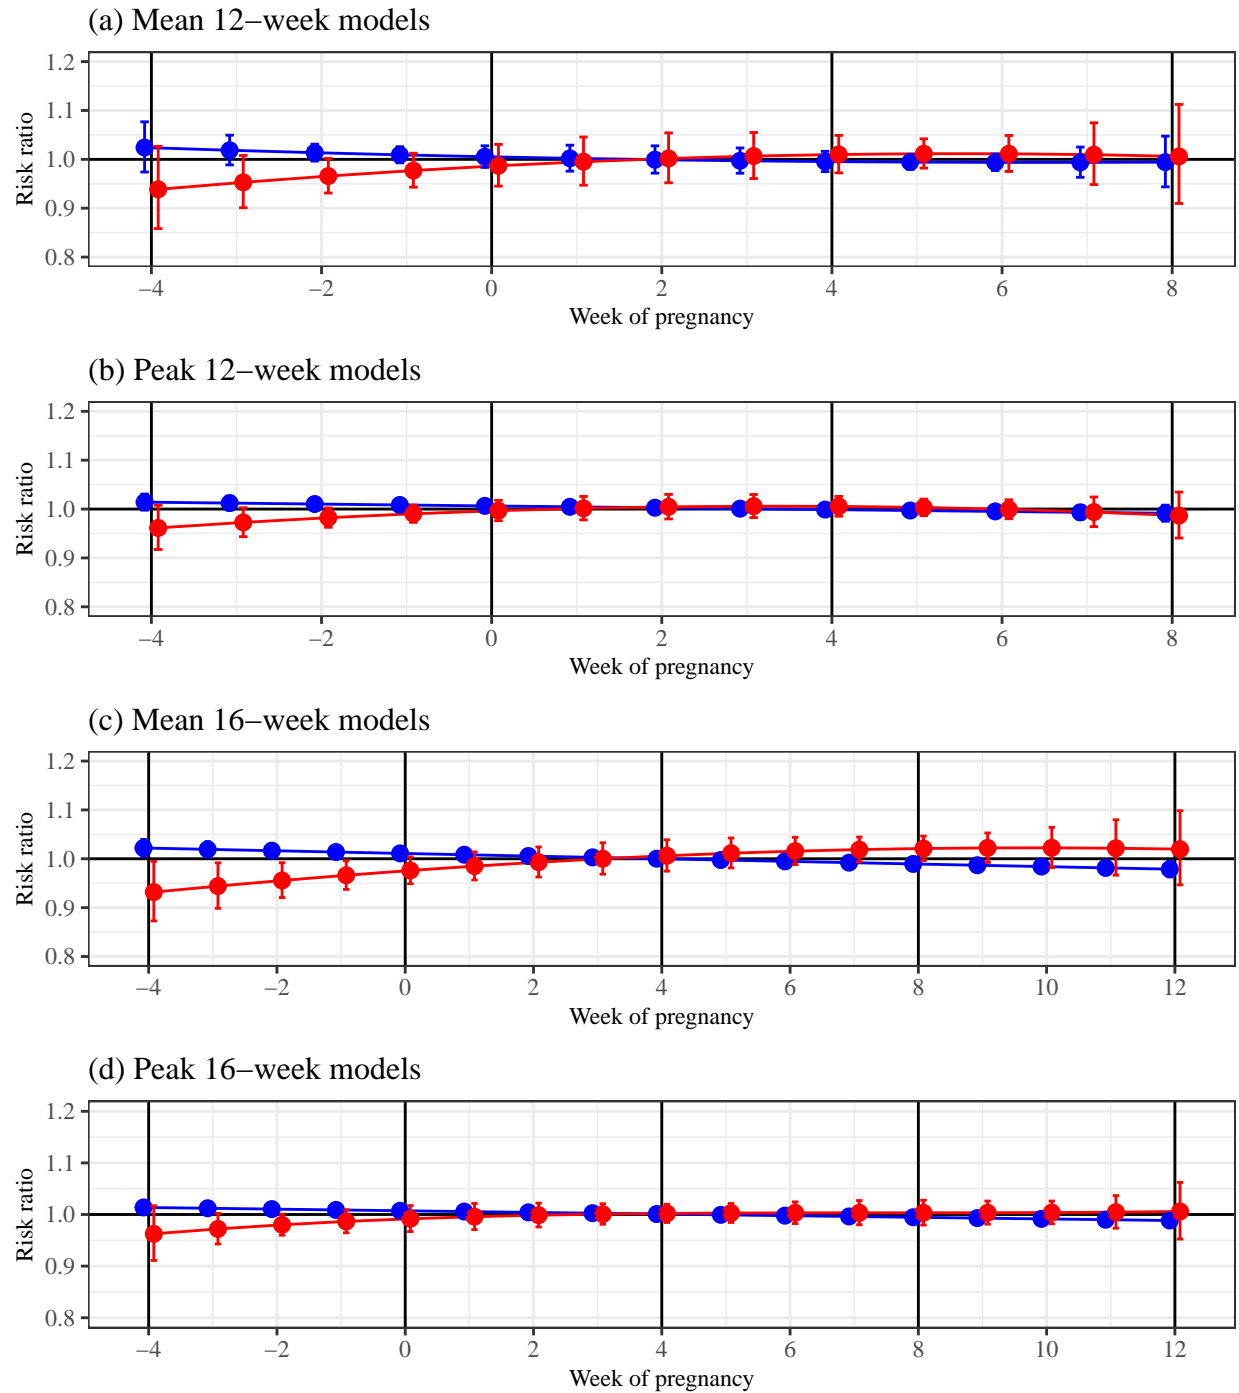 (a) Mean 12−week models
1.2
1.1
1.0
0.9
0.8
Risk ratio
−4 −2 0 2 4 6 8
Week of pregnancy
(b) Peak 12−week models
1.2
1.1
1.0
0.9
0.8
Risk ratio
−4 −2 0 2 4 6 8
Week of pregnancy
(c) Mean 16−week models
1.2
1.1
1.0
0.9
0.8
Risk ratio
−4 −2 0 2 4 6 8 10 12
Week of pregnancy
(d) Peak 16−week models
1.2
1.1
1.0
0.9
0.8
Risk ratio
−4 −2 0 2 4 6 8 10 12
Week of pregnancy